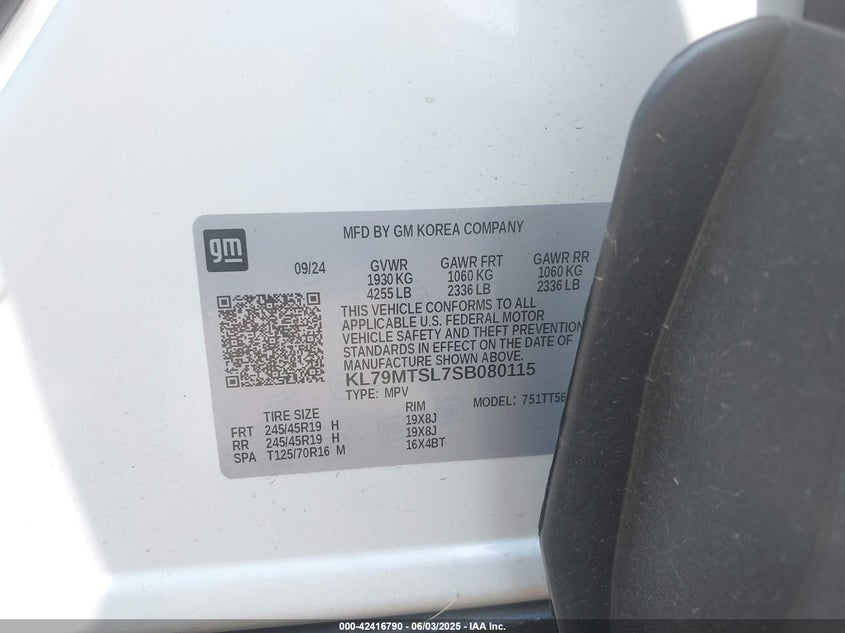 gm
MFD BY GM KOREA COMPANY
09/24
GVWR GAWR FRT GAWR RR
1930 KG 1060 KG 1060 KG
4255 LB 2336 LB 2336 LB
THIS VEHICLE CONFORMS TO ALL
APPLICABLE U.S. FEDERAL MOTOR
VEHICLE SAFETY AND THEFT PREVENTION
STANDARDS IN EFFECT ON THE DATE OF
MANUFACTURE SHOWN ABOVE.
KL79MTSL7SB080115
TYPE: MPV
MODEL: 751TT56
TIRE SIZE RIM
FRT 245/45R19 H 19X8J
RR 245/45R19 H 19X8J
SPA T125/70R16 M 16X4BT
000-42416790 - 06/03/2025 - IAA Inc.